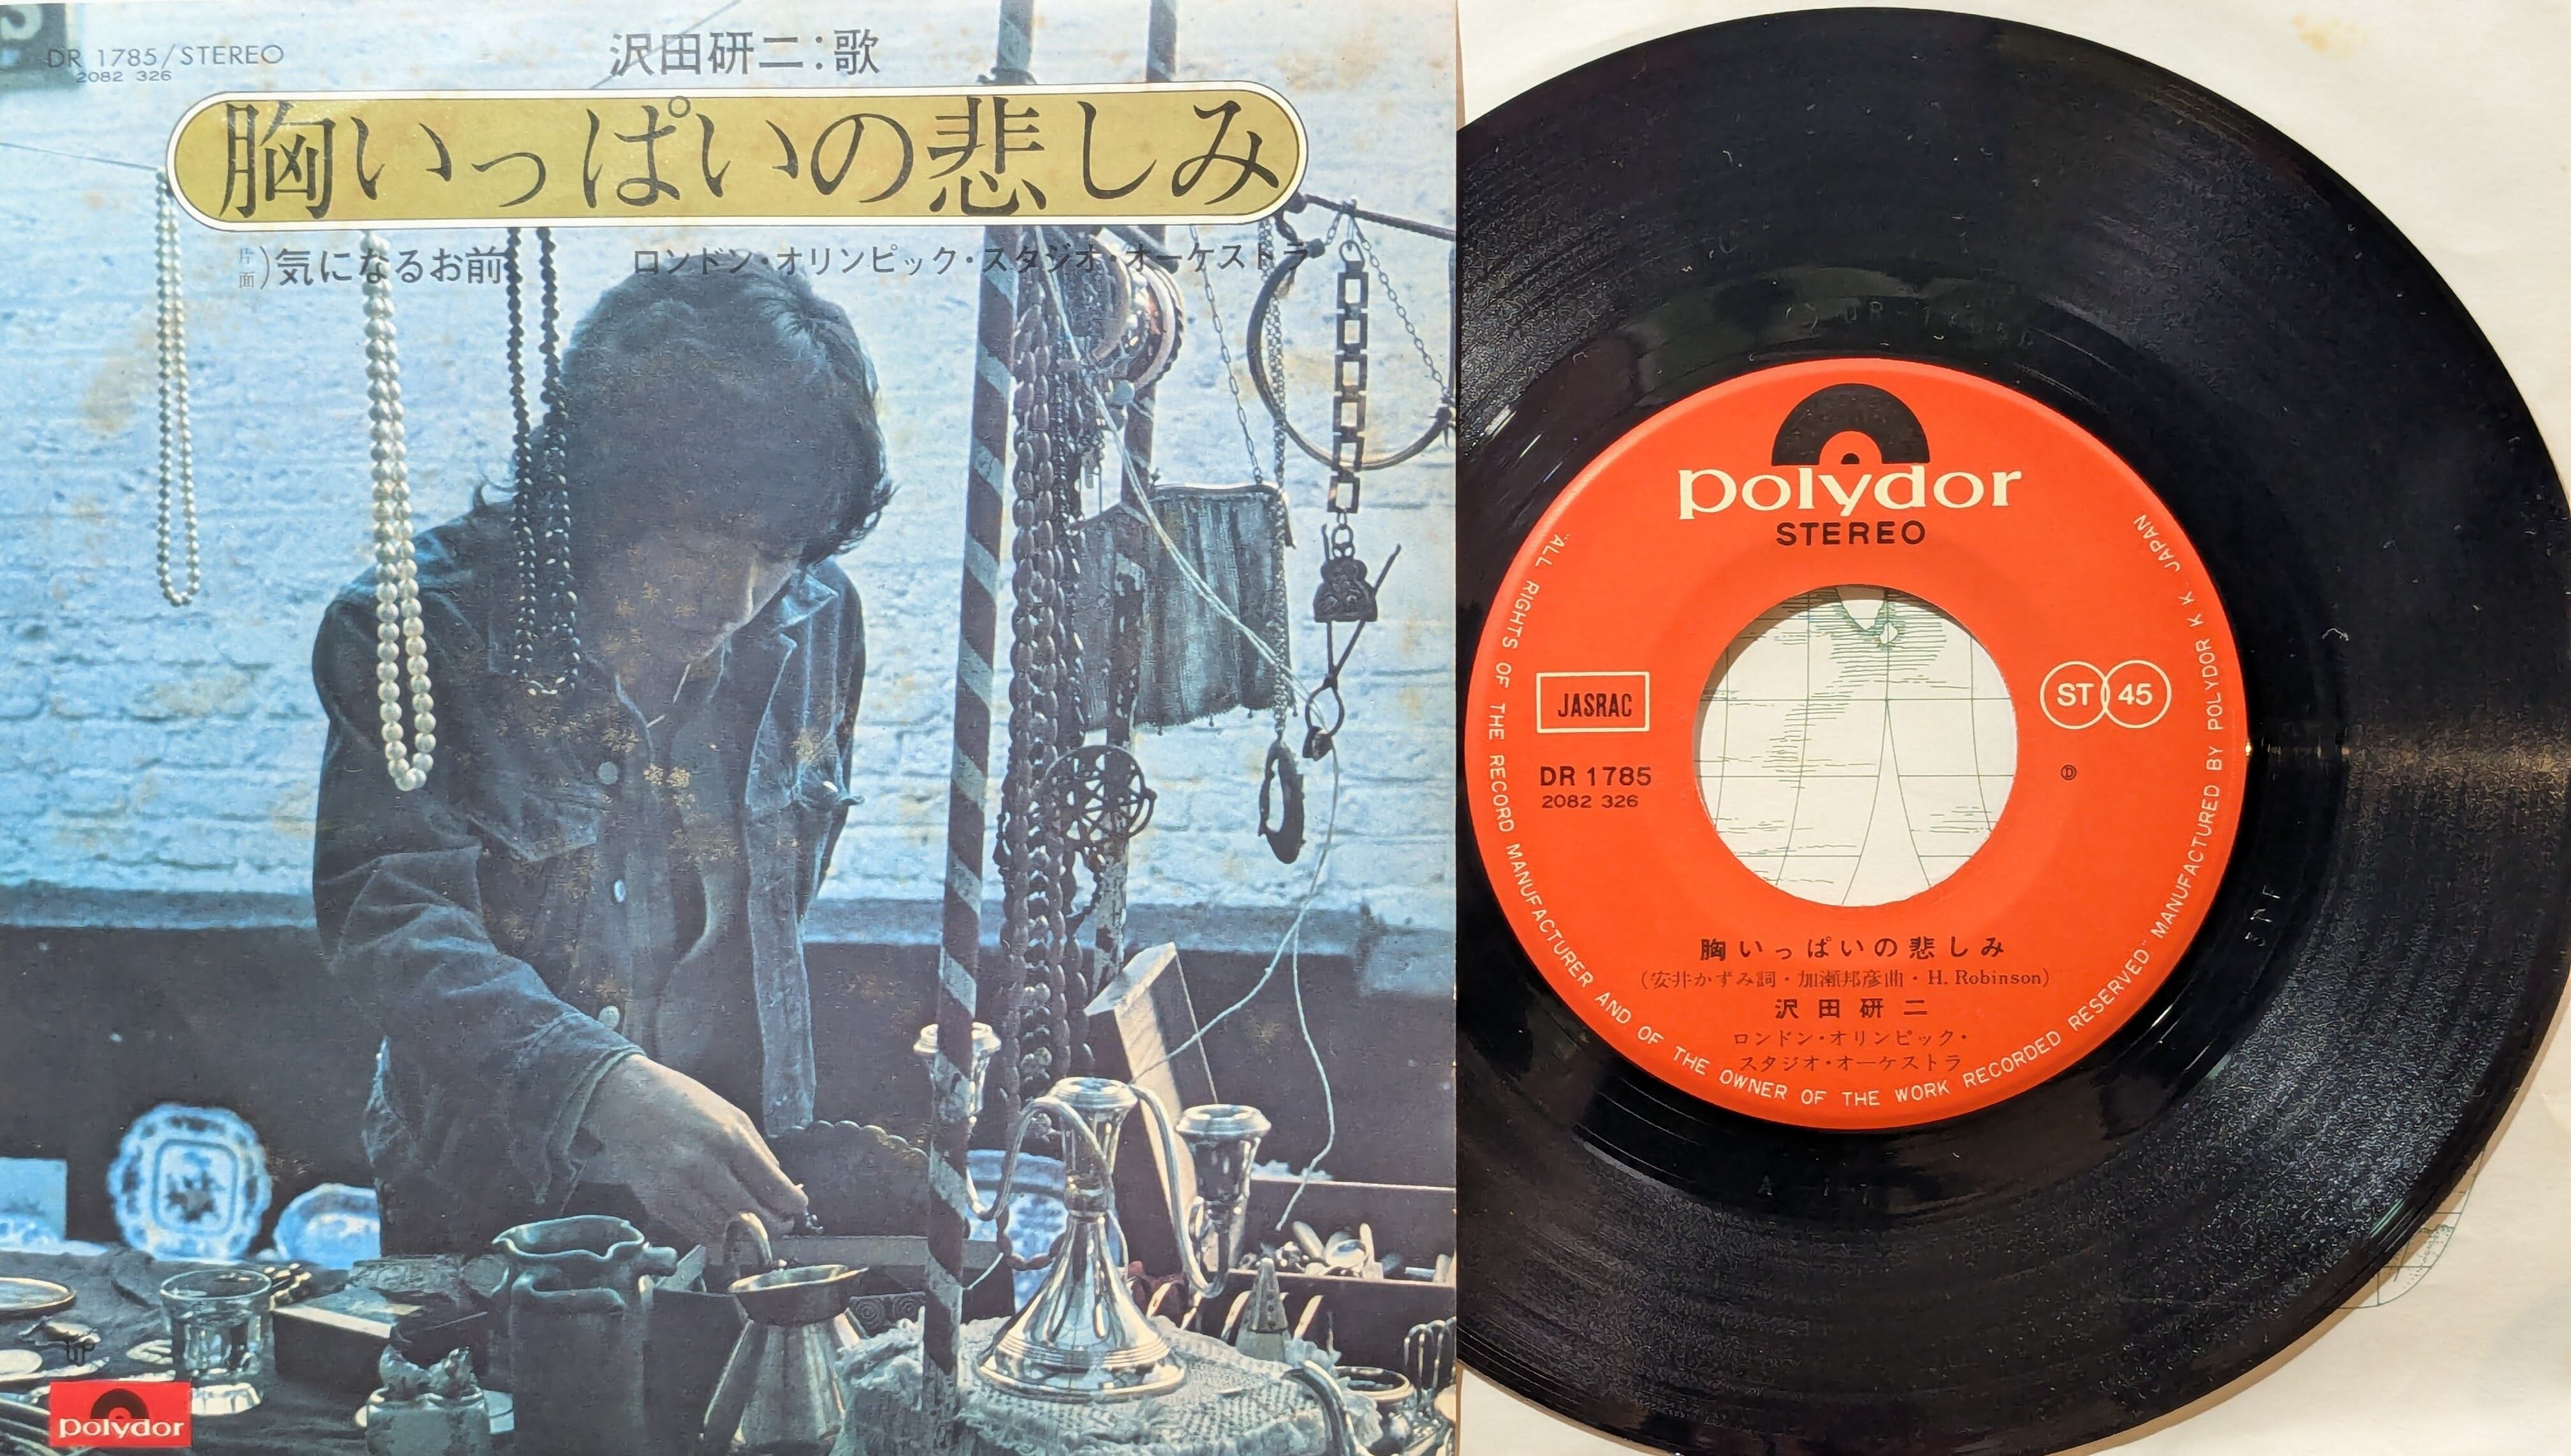 DR 1785/STEREO
2082 326
沢田研二:歌
胸いっぱいの悲しみ
片面)気になるお前
ロンドン・オリンピック・スタジオ・オーケストラ
polydor
polydor
STEREO
JASRAC
ST 45
DR 1785
2082 326
Ⓓ
胸いっぱいの悲しみ
(安井かずみ詞・加瀬邦彦曲・H. Robinson)
沢田研二
ロンドン・オリンピック・
スタジオ・オーケストラ
"ALL RIGHTS OF THE RECORD MANUFACTURER AND OF THE OWNER OF THE WORK RECORDED RESERVED" MANUFACTURED BY POLYDOR K.K. JAPAN